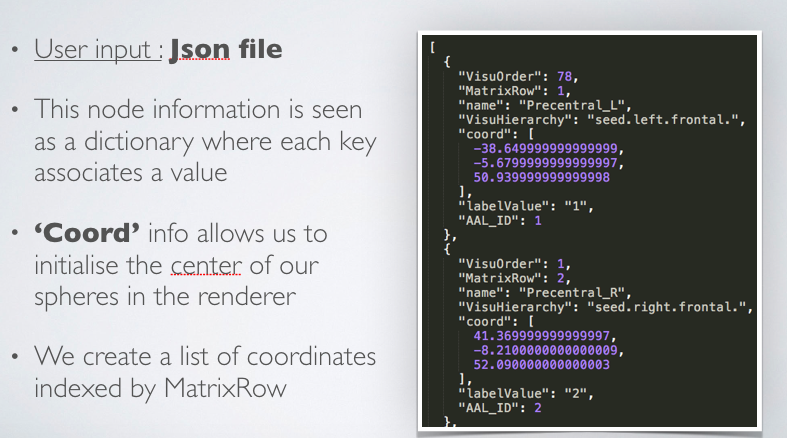 • User input : Json file
• This node information is seen
as a dictionary where each key
associates a value
• ‘Coord’ info allows us to
initialise the center of our
spheres in the renderer
• We create a list of coordinates
indexed by MatrixRow
[
{
"VisuOrder": 78,
"MatrixRow": 1,
"name": "Precentral_L",
"VisuHierarchy": "seed.left.frontal.",
"coord": [
-38.649999999999999,
-5.6799999999999997,
50.939999999999998
],
"labelValue": "1",
"AAL_ID": 1
},
{
"VisuOrder": 1,
"MatrixRow": 2,
"name": "Precentral_R",
"VisuHierarchy": "seed.right.frontal.",
"coord": [
41.369999999999997,
-8.2100000000000009,
52.090000000000003
],
"labelValue": "2",
"AAL_ID": 2
},